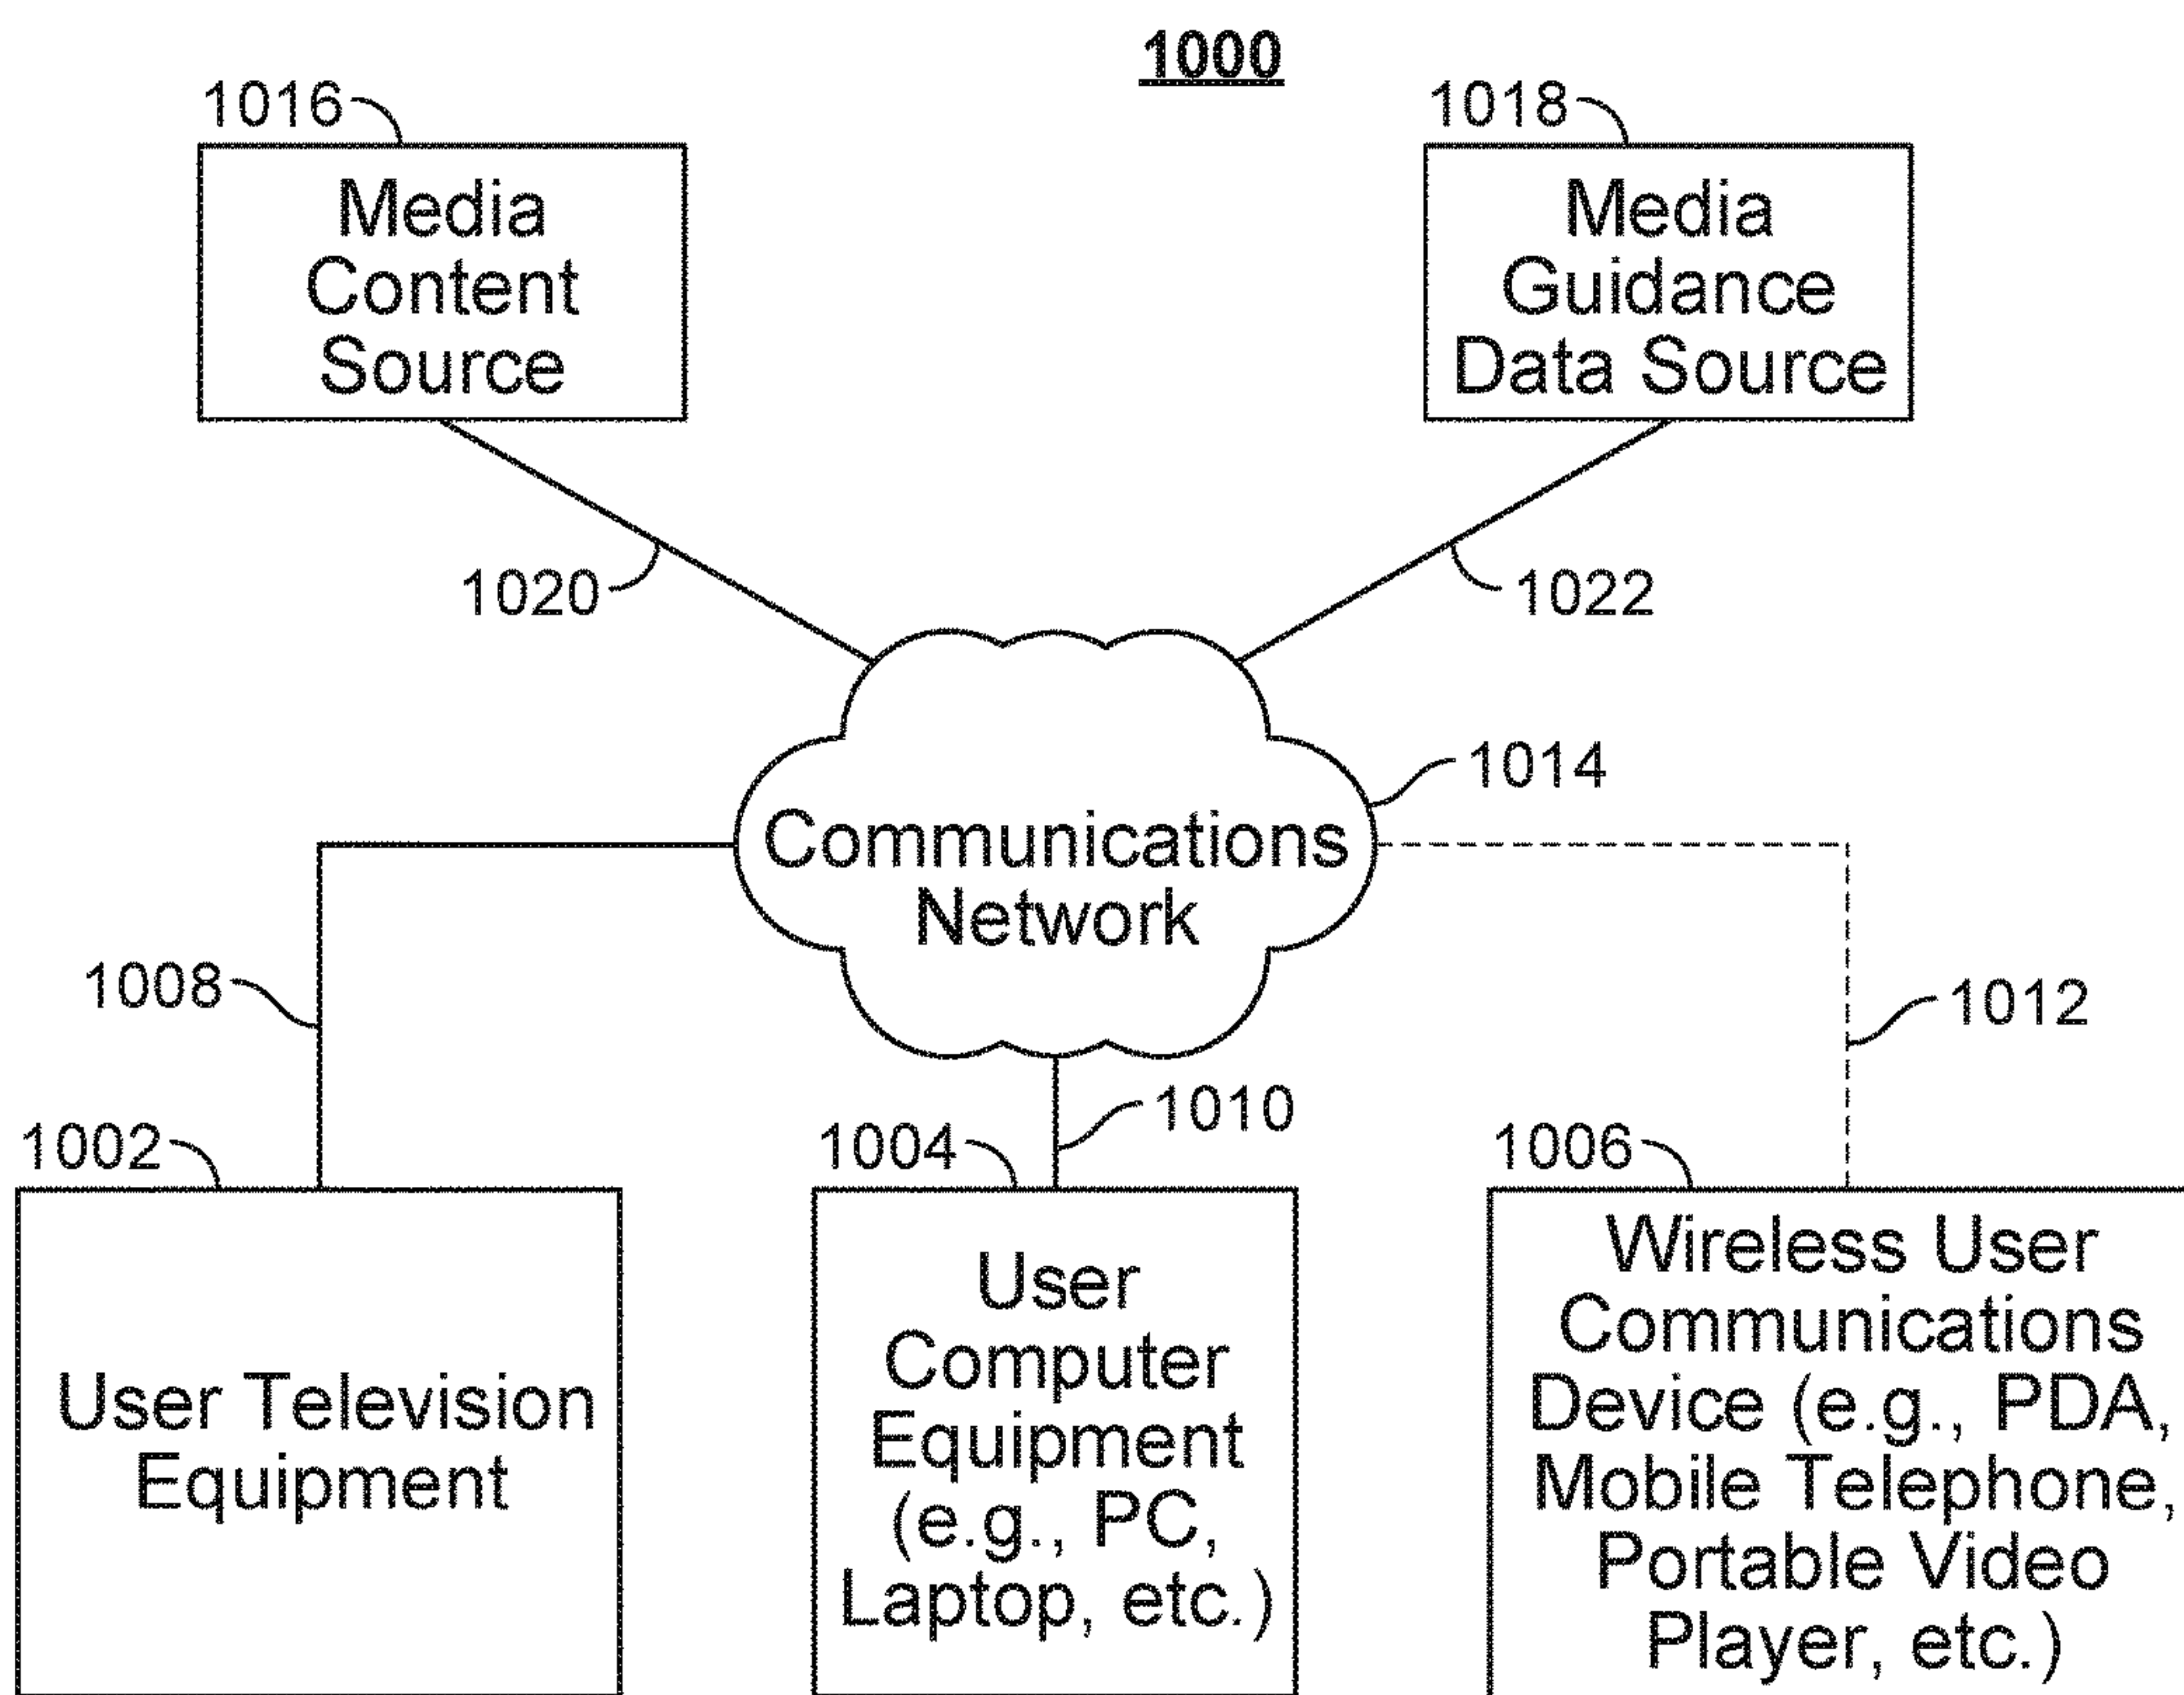 1000
1016
1018
Media
Content
Source
Media
Guidance
Data Source
1020
1022
1014
Communications
Network
1008
1012
1010
1002
1004
1006
User Television
Equipment
User
Computer
Equipment
(e.g., PC,
Laptop, etc.)
Wireless User
Communications
Device (e.g., PDA,
Mobile Telephone,
Portable Video
Player, etc.)